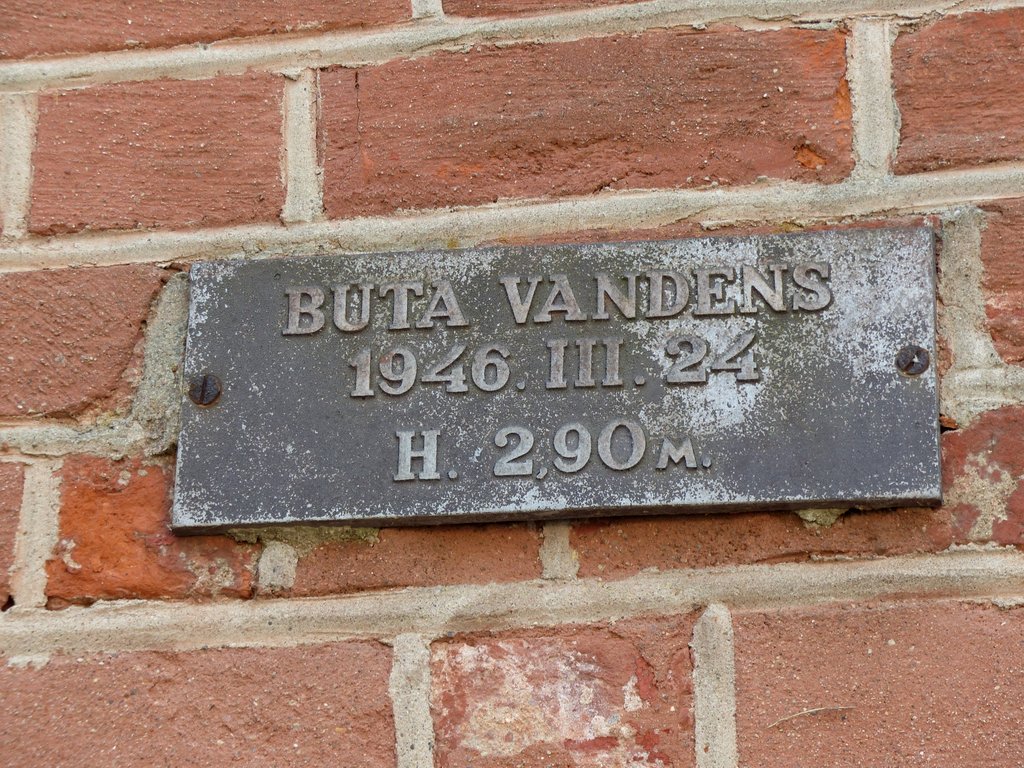 BUTA VANDENS
1946. III. 24
H. 2,90 M.